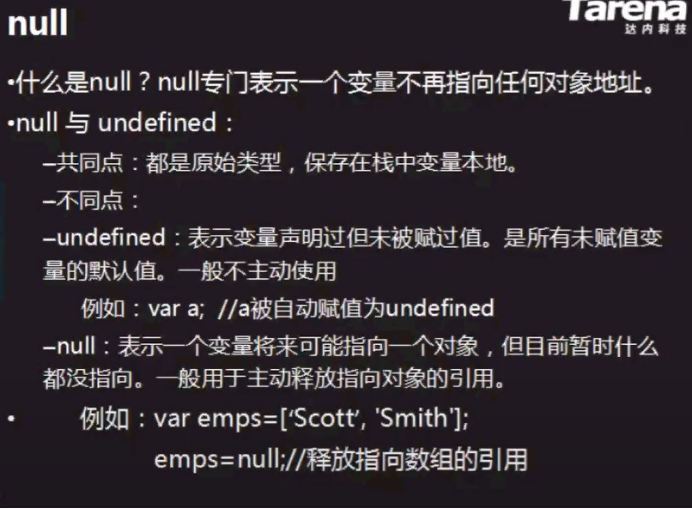 null
Tarena
达内科技
•什么是null？null专门表示一个变量不再指向任何对象地址。
•null 与 undefined：
–共同点：都是原始类型，保存在栈中变量本地。
–不同点：
–undefined：表示变量声明过但未被赋过值。是所有未赋值变
量的默认值。一般不主动使用
例如：var a; //a被自动赋值为undefined
–null：表示一个变量将来可能指向一个对象，但目前暂时什么
都没指向。一般用于主动释放指向对象的引用。
• 例如：var emps=[‘Scott’, 'Smith'];
emps=null;//释放指向数组的引用